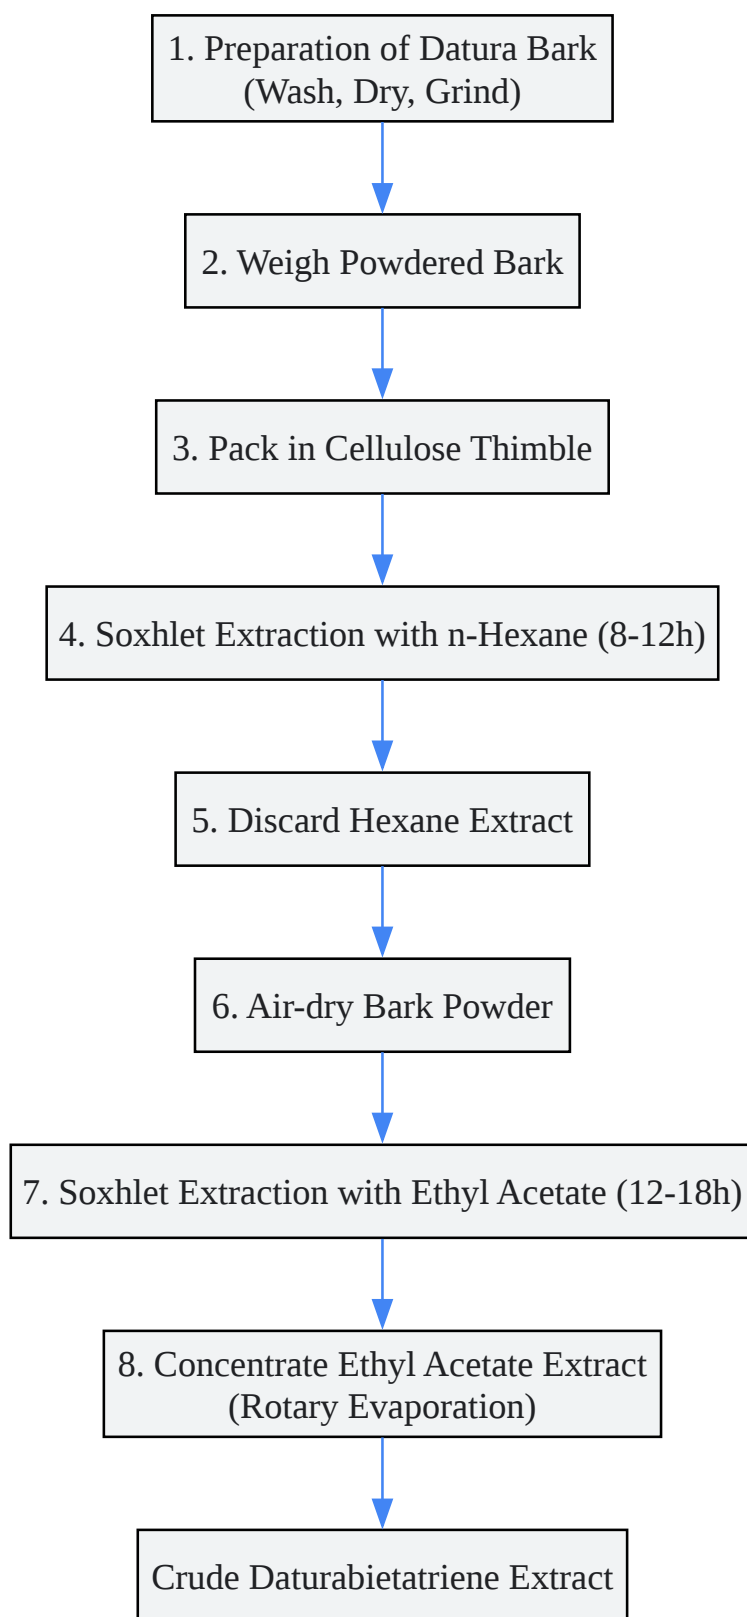 1. Preparation of Datura Bark
(Wash, Dry, Grind)
2. Weigh Powdered Bark
3. Pack in Cellulose Thimble
4. Soxhlet Extraction with n-Hexane (8-12h)
5. Discard Hexane Extract
6. Air-dry Bark Powder
7. Soxhlet Extraction with Ethyl Acetate (12-18h)
8. Concentrate Ethyl Acetate Extract
(Rotary Evaporation)
Crude Daturabietatriene Extract